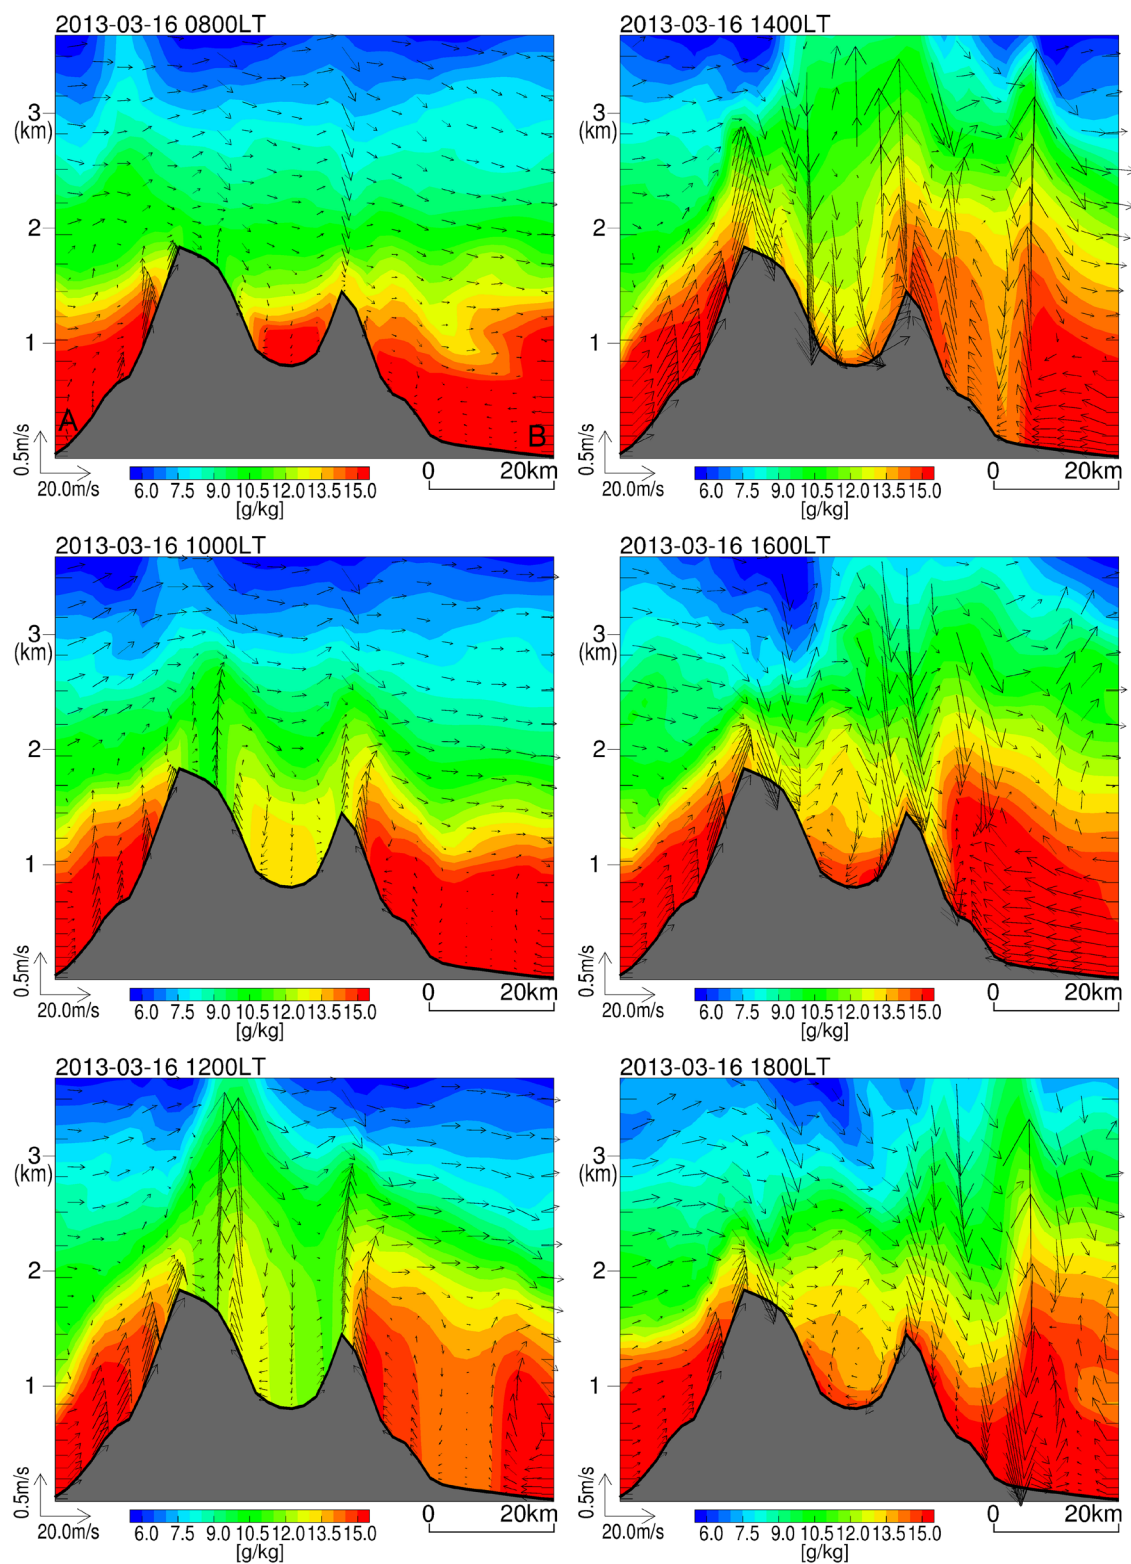 2013-03-16 0800LT
3
(km)
2
1
A
B
0.5m/s
20.0m/s
6.0 7.5 9.0 10.5 12.0 13.5 15.0
[g/kg]
0 20km
2013-03-16 1400LT
3
(km)
2
1
0.5m/s
20.0m/s
6.0 7.5 9.0 10.5 12.0 13.5 15.0
[g/kg]
0 20km
2013-03-16 1000LT
3
(km)
2
1
0.5m/s
20.0m/s
6.0 7.5 9.0 10.5 12.0 13.5 15.0
[g/kg]
0 20km
2013-03-16 1600LT
3
(km)
2
1
0.5m/s
20.0m/s
6.0 7.5 9.0 10.5 12.0 13.5 15.0
[g/kg]
0 20km
2013-03-16 1200LT
3
(km)
2
1
0.5m/s
20.0m/s
6.0 7.5 9.0 10.5 12.0 13.5 15.0
[g/kg]
0 20km
2013-03-16 1800LT
3
(km)
2
1
0.5m/s
20.0m/s
6.0 7.5 9.0 10.5 12.0 13.5 15.0
[g/kg]
0 20km